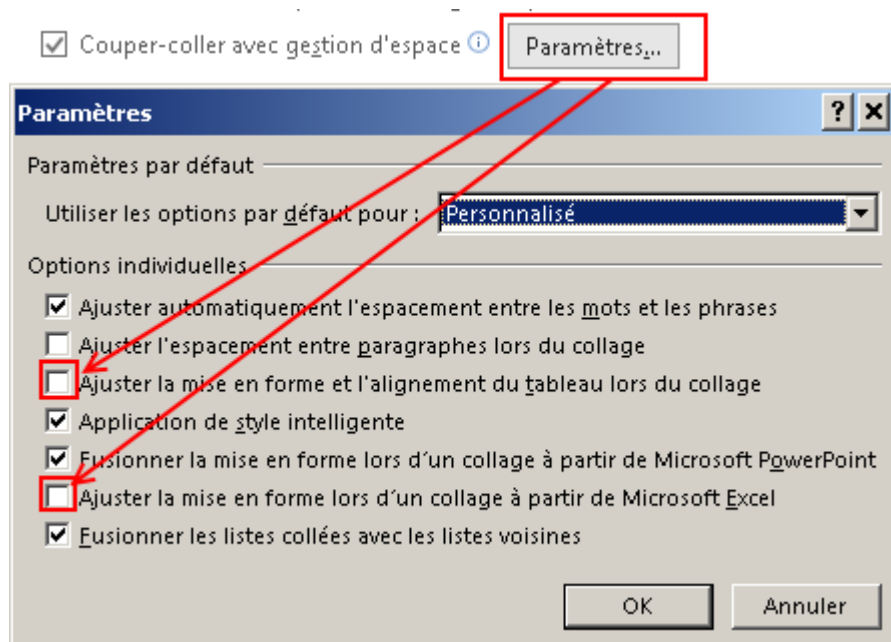 Couper-coller avec gestion d'espace Paramètres...
Paramètres
Paramètres par défaut
Utiliser les options par défaut pour : Personnalisé
Options individuelles
Ajuster automatiquement l'espacement entre les mots et les phrases
Ajuster l'espacement entre paragraphes lors du collage
Ajuster la mise en forme et l'alignement du tableau lors du collage
Application de style intelligente
Fusionner la mise en forme lors d´un collage à partir de Microsoft PowerPoint
Ajuster la mise en forme lors d´un collage à partir de Microsoft Excel
Fusionner les listes collées avec les listes voisines
OK Annuler